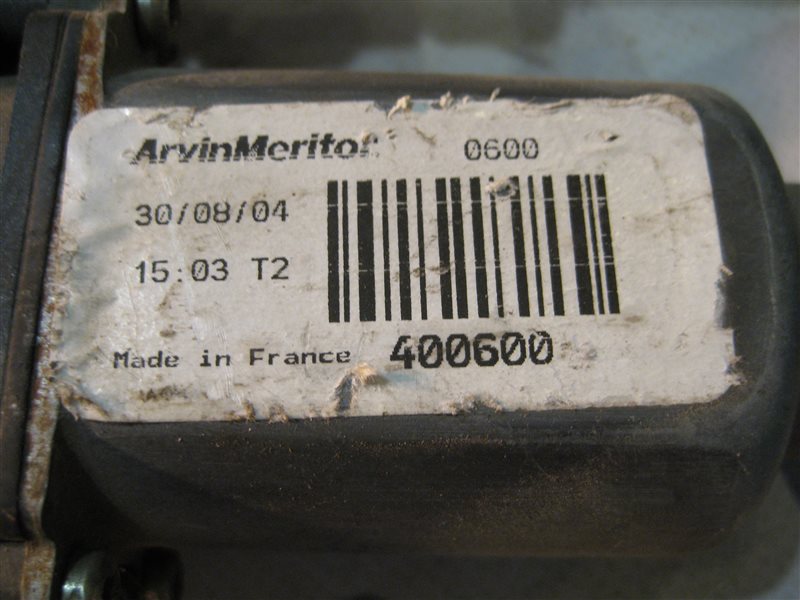 ArvinMeritor 0600
30/08/04
15:03 T2
Made in France 400600